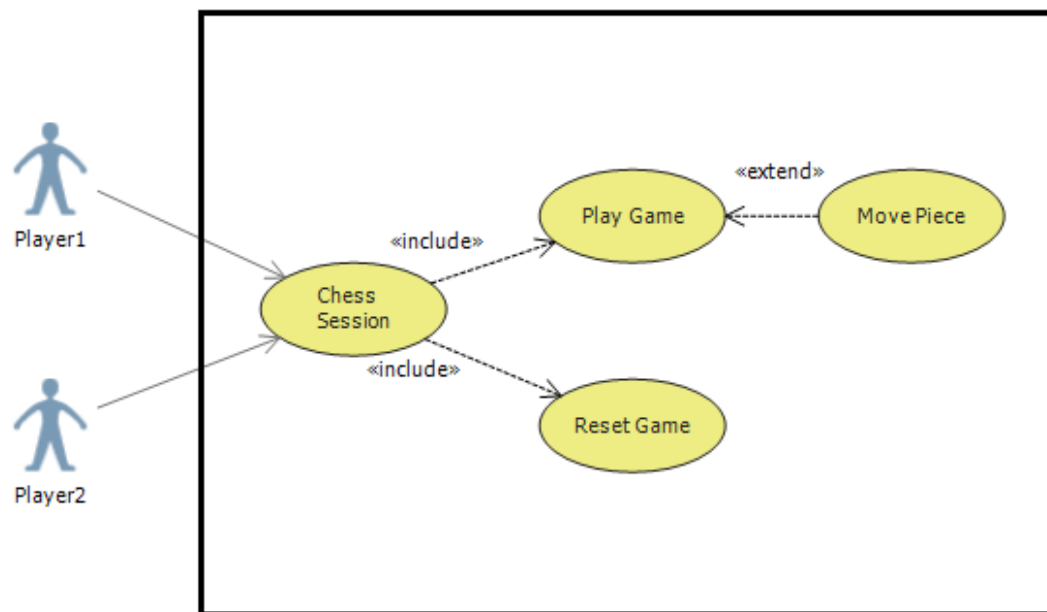 Player1
Player2
Chess
Session
«include»
«include»
Play Game
«extend»
Move Piece
Reset Game